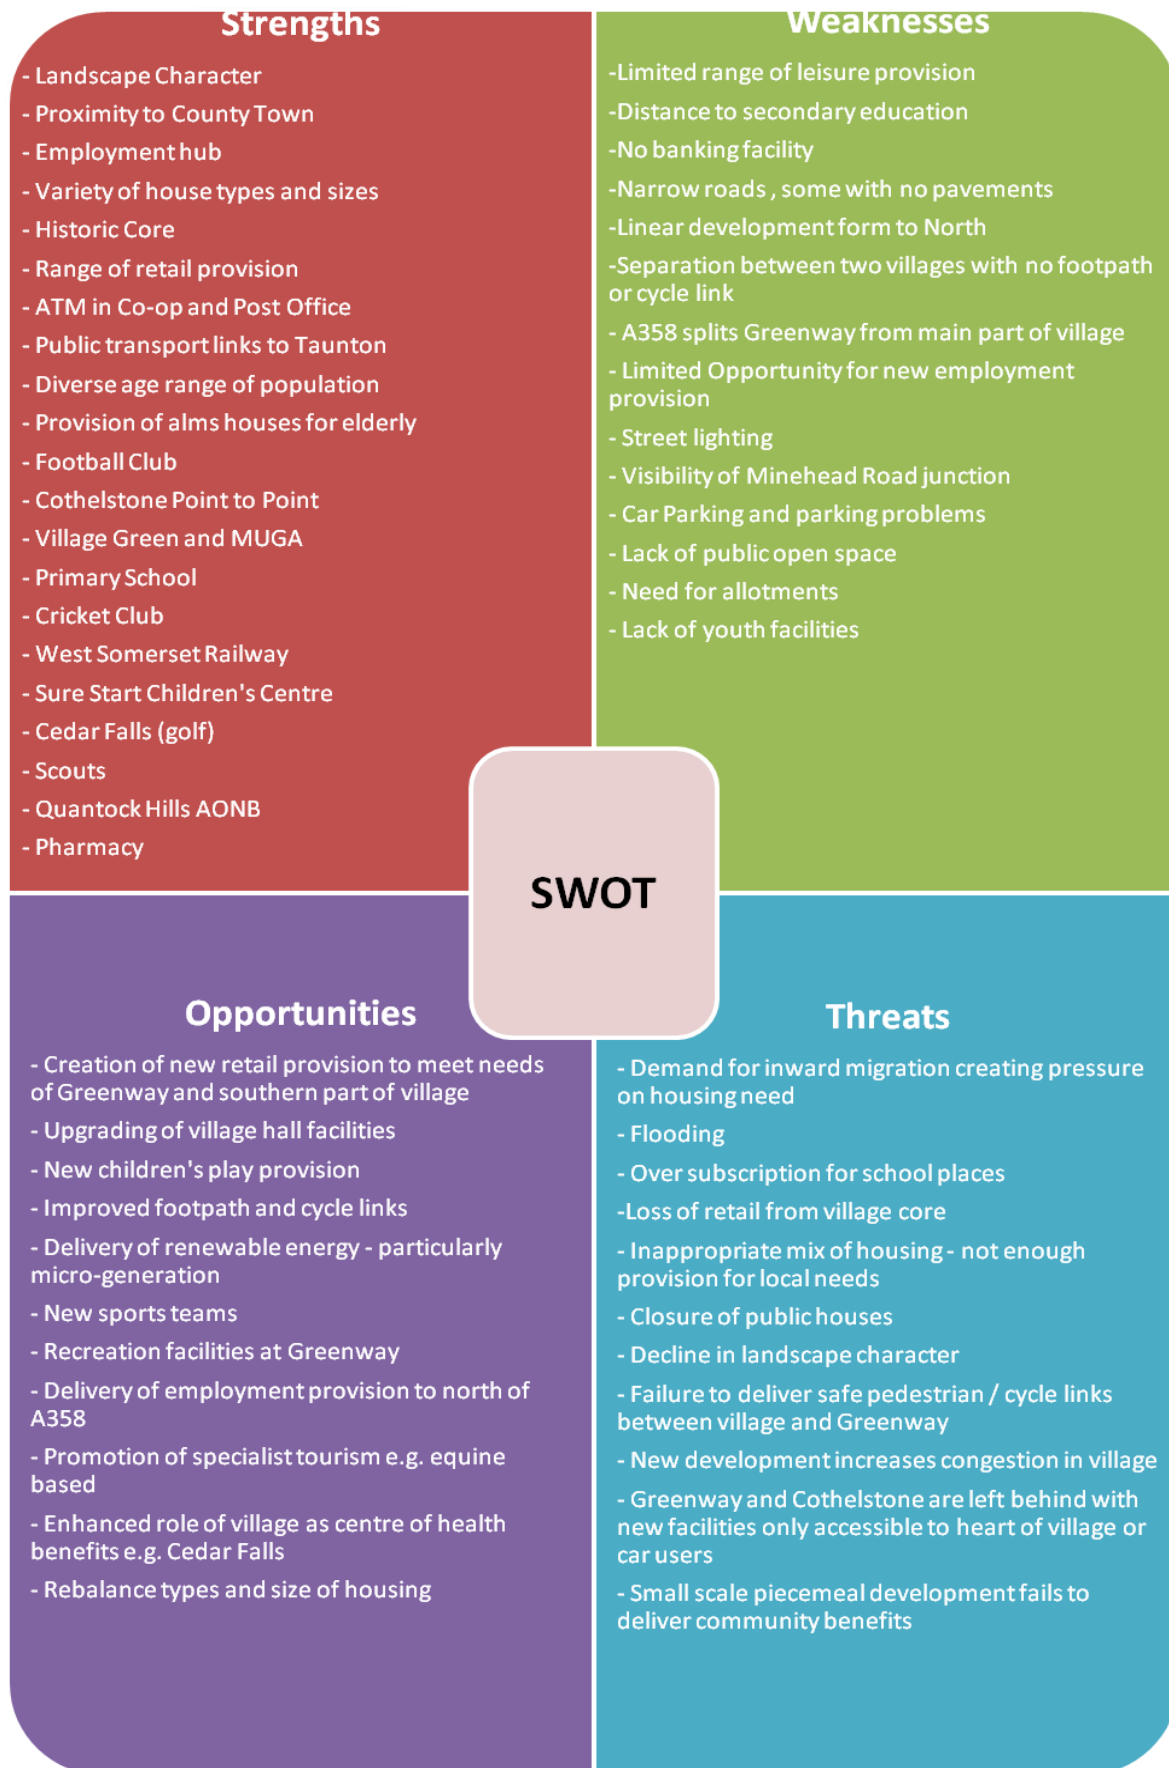 Strengths
- Landscape Character
- Proximity to County Town
- Employment hub
- Variety of house types and sizes
- Historic Core
- Range of retail provision
- ATM in Co-op and Post Office
- Public transport links to Taunton
- Diverse age range of population
- Provision of alms houses for elderly
- Football Club
- Cothelstone Point to Point
- Village Green and MUGA
- Primary School
- Cricket Club
- West Somerset Railway
- Sure Start Children's Centre
- Cedar Falls (golf)
- Scouts
- Quantock Hills AONB
- Pharmacy
Weaknesses
-Limited range of leisure provision
-Distance to secondary education
-No banking facility
-Narrow roads , some with no pavements
-Linear development form to North
-Separation between two villages with no footpath
or cycle link
- A358 splits Greenway from main part of village
- Limited Opportunity for new employment
provision
- Street lighting
- Visibility of Minehead Road junction
- Car Parking and parking problems
- Lack of public open space
- Need for allotments
- Lack of youth facilities
SWOT
Opportunities
- Creation of new retail provision to meet needs
of Greenway and southern part of village
- Upgrading of village hall facilities
- New children's play provision
- Improved footpath and cycle links
- Delivery of renewable energy - particularly
micro-generation
- New sports teams
- Recreation facilities at Greenway
- Delivery of employment provision to north of
A358
- Promotion of specialist tourism e.g. equine
based
- Enhanced role of village as centre of health
benefits e.g. Cedar Falls
- Rebalance types and size of housing
Threats
- Demand for inward migration creating pressure
on housing need
- Flooding
- Over subscription for school places
-Loss of retail from village core
- Inappropriate mix of housing - not enough
provision for local needs
- Closure of public houses
- Decline in landscape character
- Failure to deliver safe pedestrian / cycle links
between village and Greenway
- New development increases congestion in village
- Greenway and Cothelstone are left behind with
new facilities only accessible to heart of village or
car users
- Small scale piecemeal development fails to
deliver community benefits